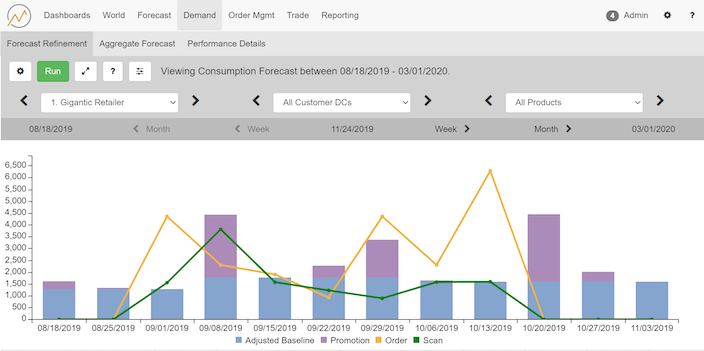 Dashboards World Forecast Demand Order Mgmt Trade Reporting 4 Admin ?
Forecast Refinement Aggregate Forecast Performance Details
Run ? Viewing Consumption Forecast between 08/18/2019 - 03/01/2020.
1. Gigantic Retailer All Customer DCs All Products
08/18/2019 Month Week 11/24/2019 Week Month 03/01/2020
6,500
6,000
5,500
5,000
4,500
4,000
3,500
3,000
2,500
2,000
1,500
1,000
500
0
08/18/2019 08/25/2019 09/01/2019 09/08/2019 09/15/2019 09/22/2019 09/29/2019 10/06/2019 10/13/2019 10/20/2019 10/27/2019 11/03/2019
Adjusted Baseline Promotion Order Scan